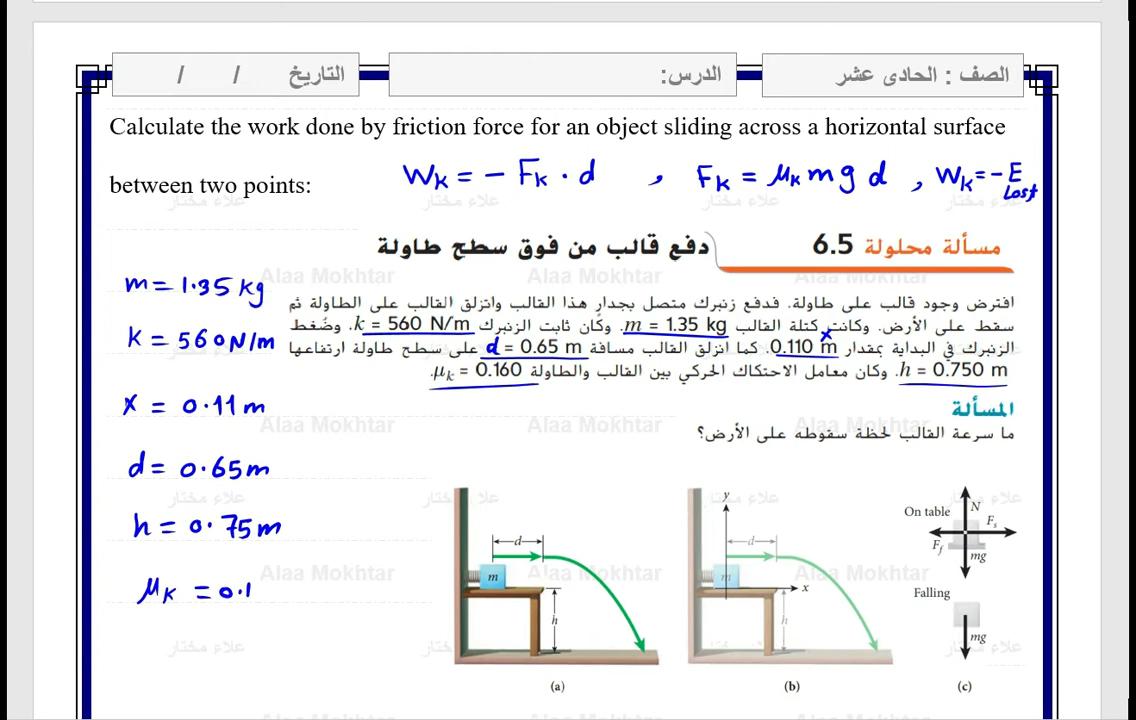 الصف : الحادى عشر
الدرس:
التاريخ / /
Calculate the work done by friction force for an object sliding across a horizontal surface
between two points:
Wk = - Fk . d , Fk = μk m g d , Wk = - E Lost
مسألة محلولة 6.5 دفع قالب من فوق سطح طاولة
افترض وجود قالب على طاولة. فدفع زنبرك متصل بجدار هذا القالب وانزلق القالب على الطاولة ثم
سقط على الأرض. وكانت كتلة القالب m = 1.35 kg. وكان ثابت الزنبرك k = 560 N/m. وضُغط
الزنبرك في البداية بمقدار 0.110 m. كما انزلق القالب مسافة d = 0.65 m على سطح طاولة ارتفاعها
h = 0.750 m. وكان معامل الاحتكاك الحركي بين القالب والطاولة μk = 0.160.
x
المسألة
ما سرعة القالب لحظة سقوطه على الأرض؟
m = 1.35 kg
K = 560 N/m
x = 0.11 m
d = 0.65 m
h = 0.75 m
μK = 0.1
d
m
h
(a)
y
d
m
x
h
(b)
On table
N
Fs
Ff
mg
Falling
mg
(c)
علاء مختار
Alaa Mokhtar